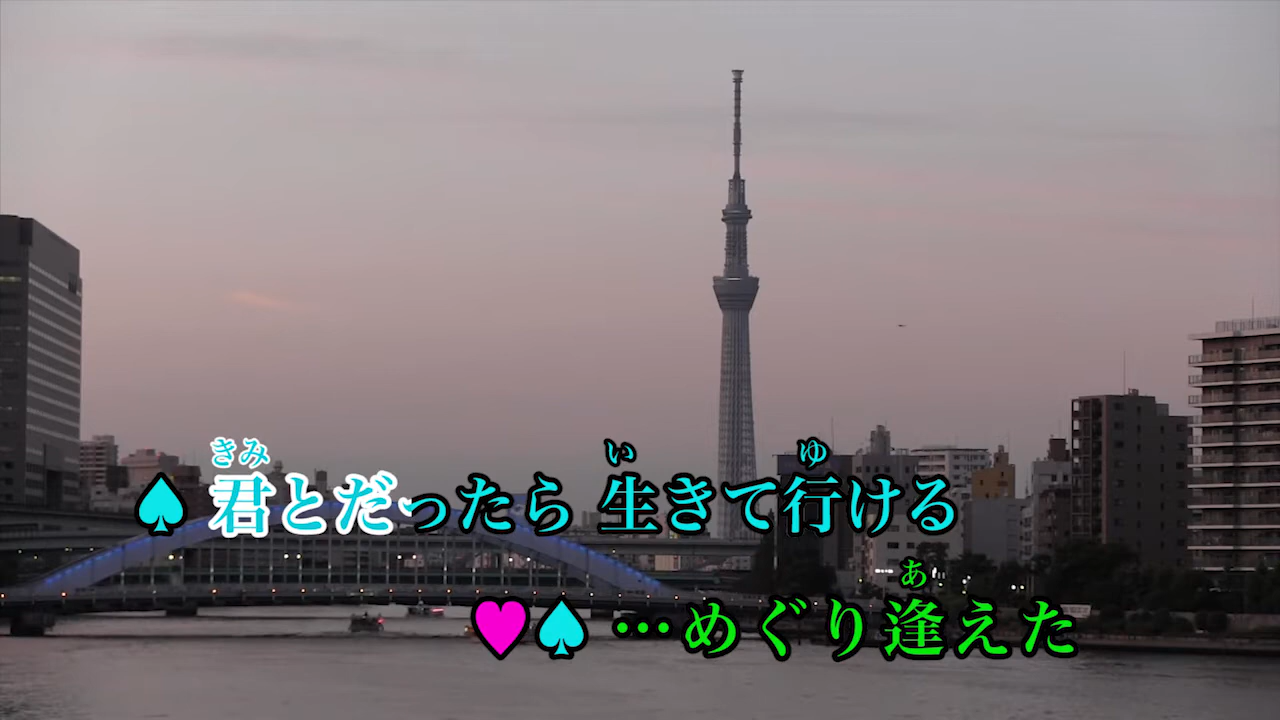 きみ い ゆ
♠ 君とだったら 生きて行ける
あ
♥♠ …めぐり逢えた